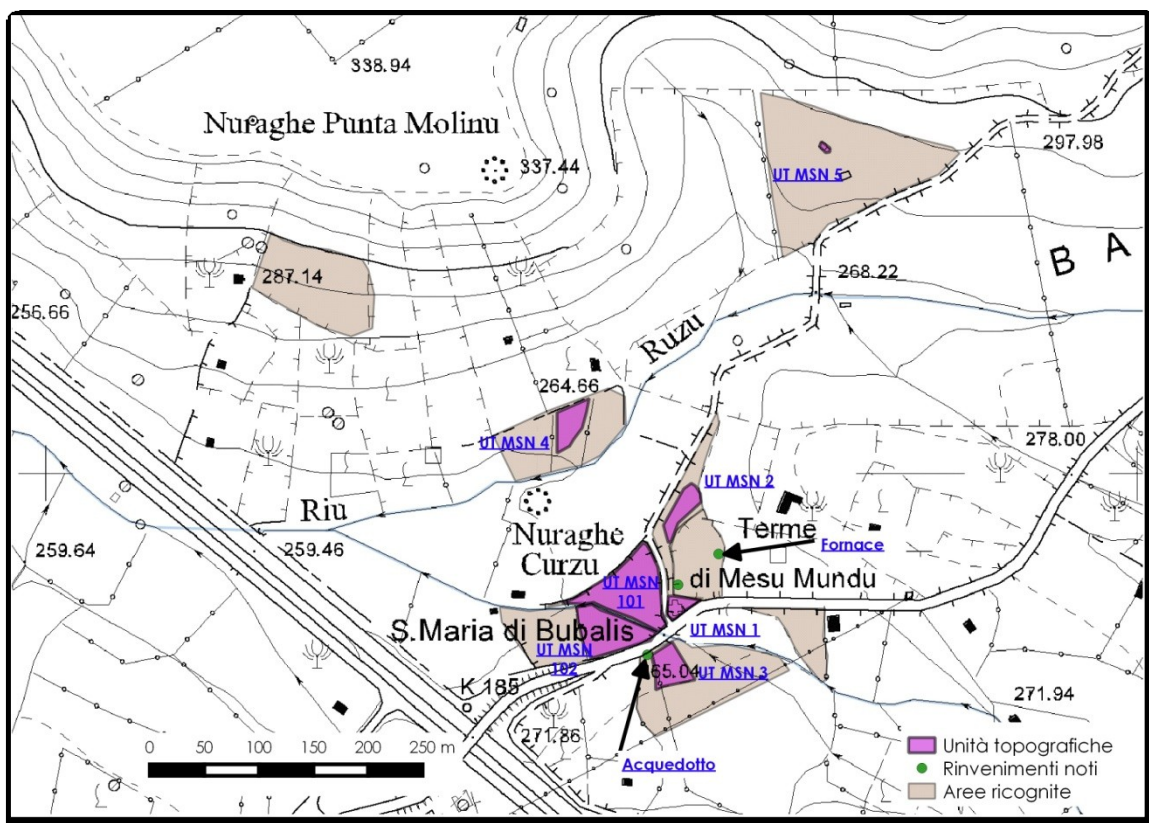 338.94
Nuraghe Punta Molinu
337.44
297.98
UT MSN 5
B A
287.14
268.22
256.66
Ruzu
264.66
UT MSN 4
278.00
UT MSN 2
Riu
Terme
Fornace
259.64
259.46
Nuraghe
Curzu
UT MSN
101
di Mesu Mundu
S.Maria di Bubalis
UT MSN 1
UT MSN
102
65.04
UT MSN 3
K 185
271.94
271.86
0 50 100 150 200 250 m
Acquedotto
Unità topografiche
Rinvenimenti noti
Aree ricognite